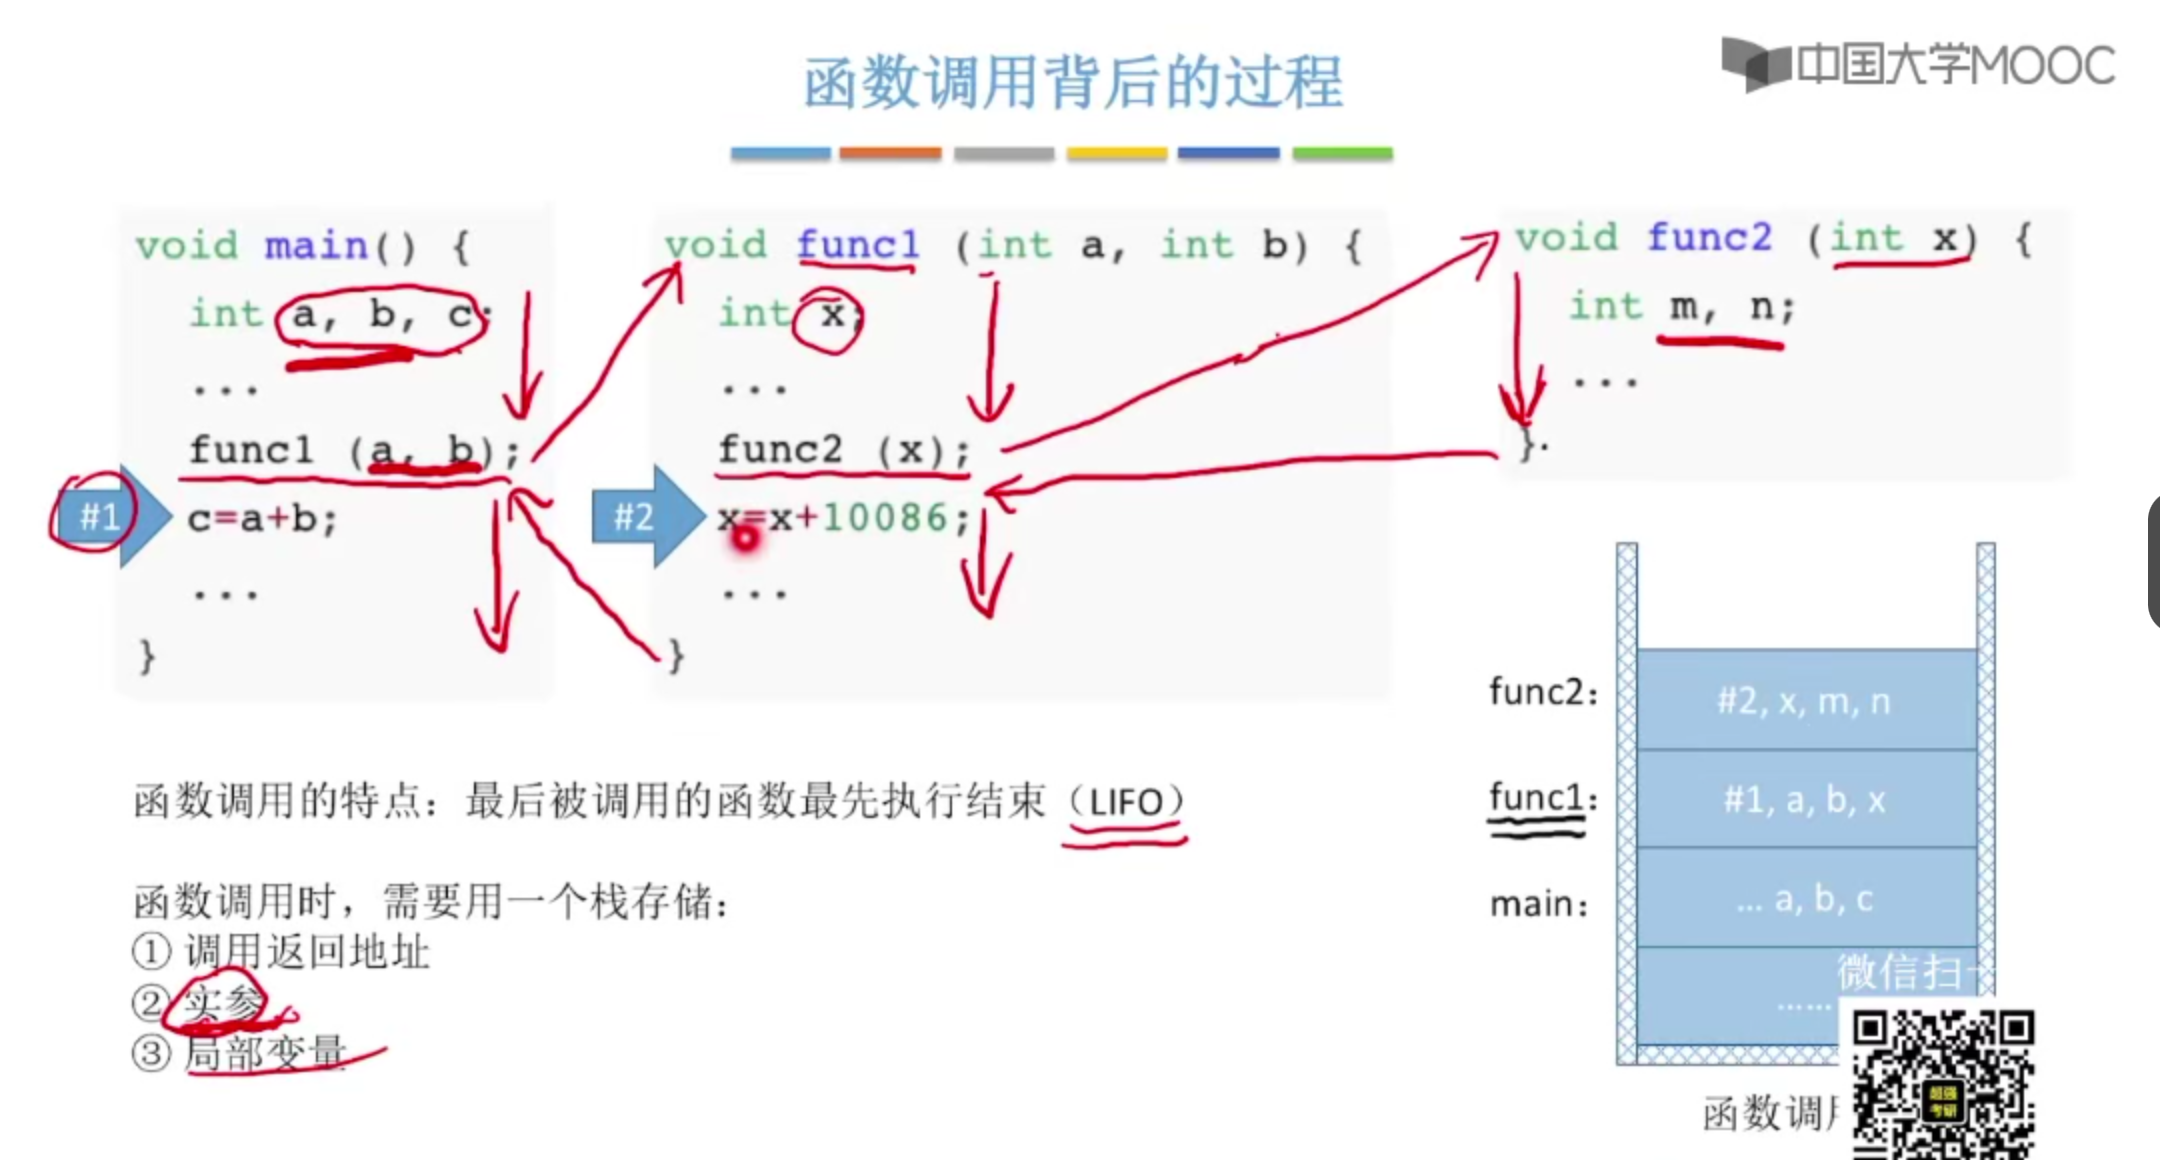 函数调用背后的过程
中国大学MOOC
void main() {
int a, b, c;
...
func1 (a, b);
#1
c=a+b;
...
}
void func1 (int a, int b) {
int x;
...
func2 (x);
#2
x=x+10086;
...
}
void func2 (int x) {
int m, n;
...
}
函数调用的特点：最后被调用的函数最先执行结束（LIFO）
函数调用时，需要用一个栈存储：
① 调用返回地址
② 实参
③ 局部变量
func2： #2, x, m, n
func1： #1, a, b, x
main： ... a, b, c
......
微信扫一
函数调
超强
考研